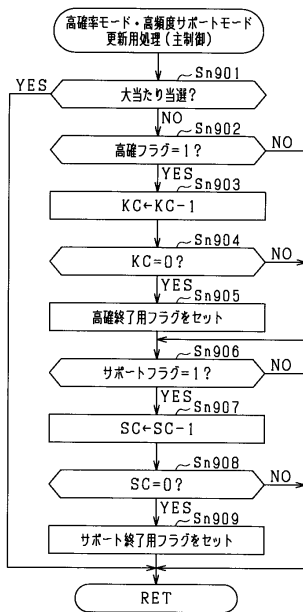 高確率モード・高頻度サポートモード
更新用処理(主制御)
Sn901
YES
大当たり当選?
NO
Sn902
高確フラグ=1?
NO
YES
Sn903
KC←KC-1
Sn904
KC=0?
NO
YES
Sn905
高確終了用フラグをセット
Sn906
サポートフラグ=1?
NO
YES
Sn907
SC←SC-1
Sn908
SC=0?
NO
YES
Sn909
サポート終了用フラグをセット
RET